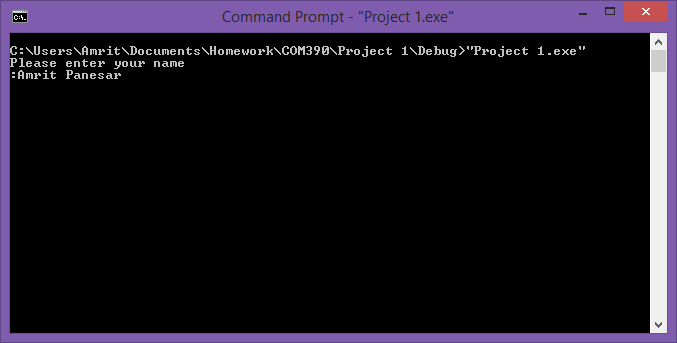 Command Prompt - "Project 1.exe"
C:\Users\Amrit\Documents\Homework\COM390\Project 1\Debug>"Project 1.exe"
Please enter your name
:Amrit Panesar